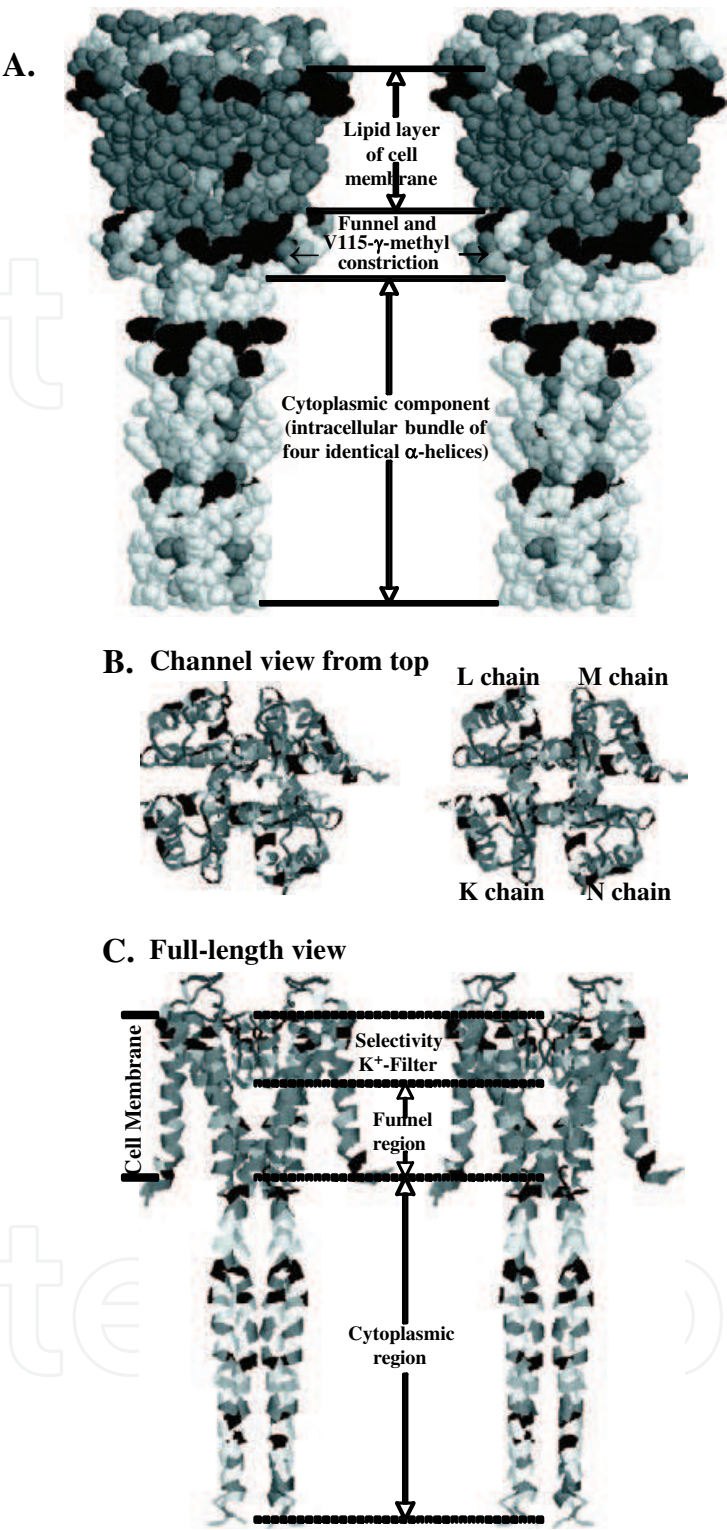 A.
Lipid layer
of cell
membrane
Funnel and
V115-γ-methyl
constriction
Cytoplasmic component
(intracellular bundle of
four identical α-helices)
B. Channel view from top
L chain M chain
K chain N chain
C. Full-length view
Cell Membrane
Selectivity
K⁺-Filter
Funnel
region
Cytoplasmic
region